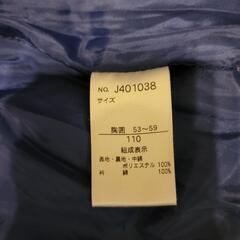 NO. J401038
サイズ
胸囲 53~59
110
組成表示
表地・裏地・中綿
ポリエステル 100%
衿 綿 100%